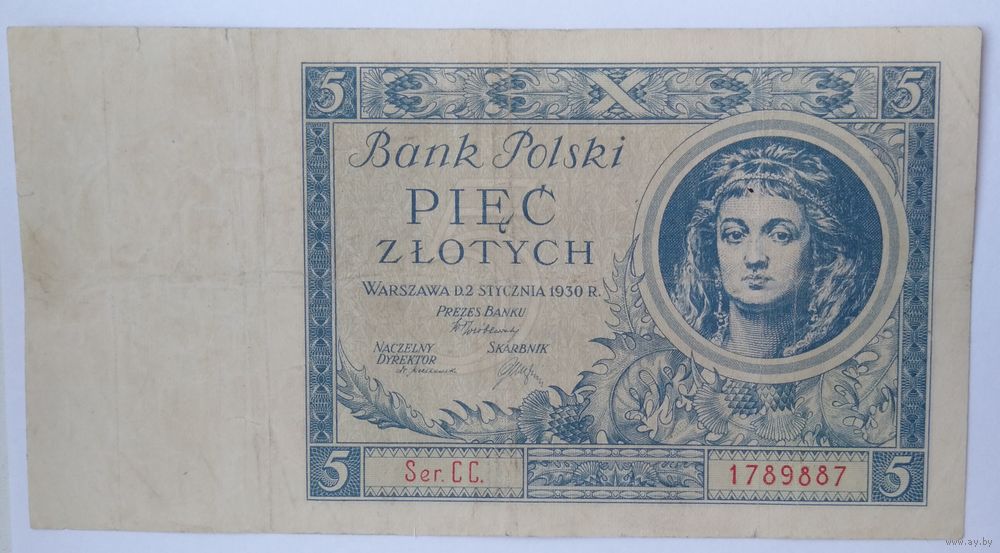 5 5
Bank Polski
PIĘĆ
ZŁOTYCH
WARSZAWA D.2 STYCZNIA 1930 R.
PREZES BANKU
NACZELNY DYREKTOR
SKARBNIK
5 Ser. CC. 1789887 5
www.ay.by